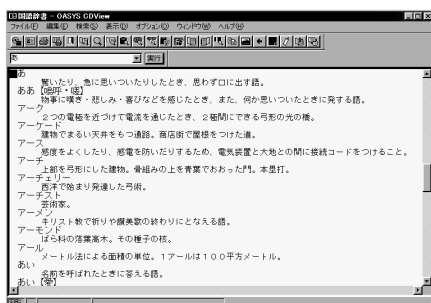 国語辞書 - OASYS CDView
ファイル(F) 編集(E) 検索(S) 表示(D) オプション(O) ウィンドウ(W) ヘルプ(H)
あ 実行
あ
驚いたり、急に思いついたりしたとき、思わず口に出す語。
ああ【嗚呼・嗟】
物事に嘆き・悲しみ・喜びなどを感じたとき、また、何か思いついたときに発する語。
アーク
２つの電極を近づけて電流を通じたとき、２極間にできる弓形の光の橋。
アーケード
建物でまるい天井をもつ通路。商店街で屋根をつけた道。
アース
感度をよくしたり、感電を防いだりするため、電気装置と大地との間に接続コードをつけること。
アーチ
上部を弓形にした建物。骨組みの上を青葉でおおった門。本塁打。
アーチェリー
西洋で始まり発達した弓術。
アーチスト
芸術家。
アーメン
キリスト教で祈りや讃美歌の終わりにとなえる語。
アーモンド
ばら科の落葉高木。その種子の核。
アール
メートル法による面積の単位。１アールは１００平方メートル。
あい
名前を呼ばれたときに答える語。
あい【愛】